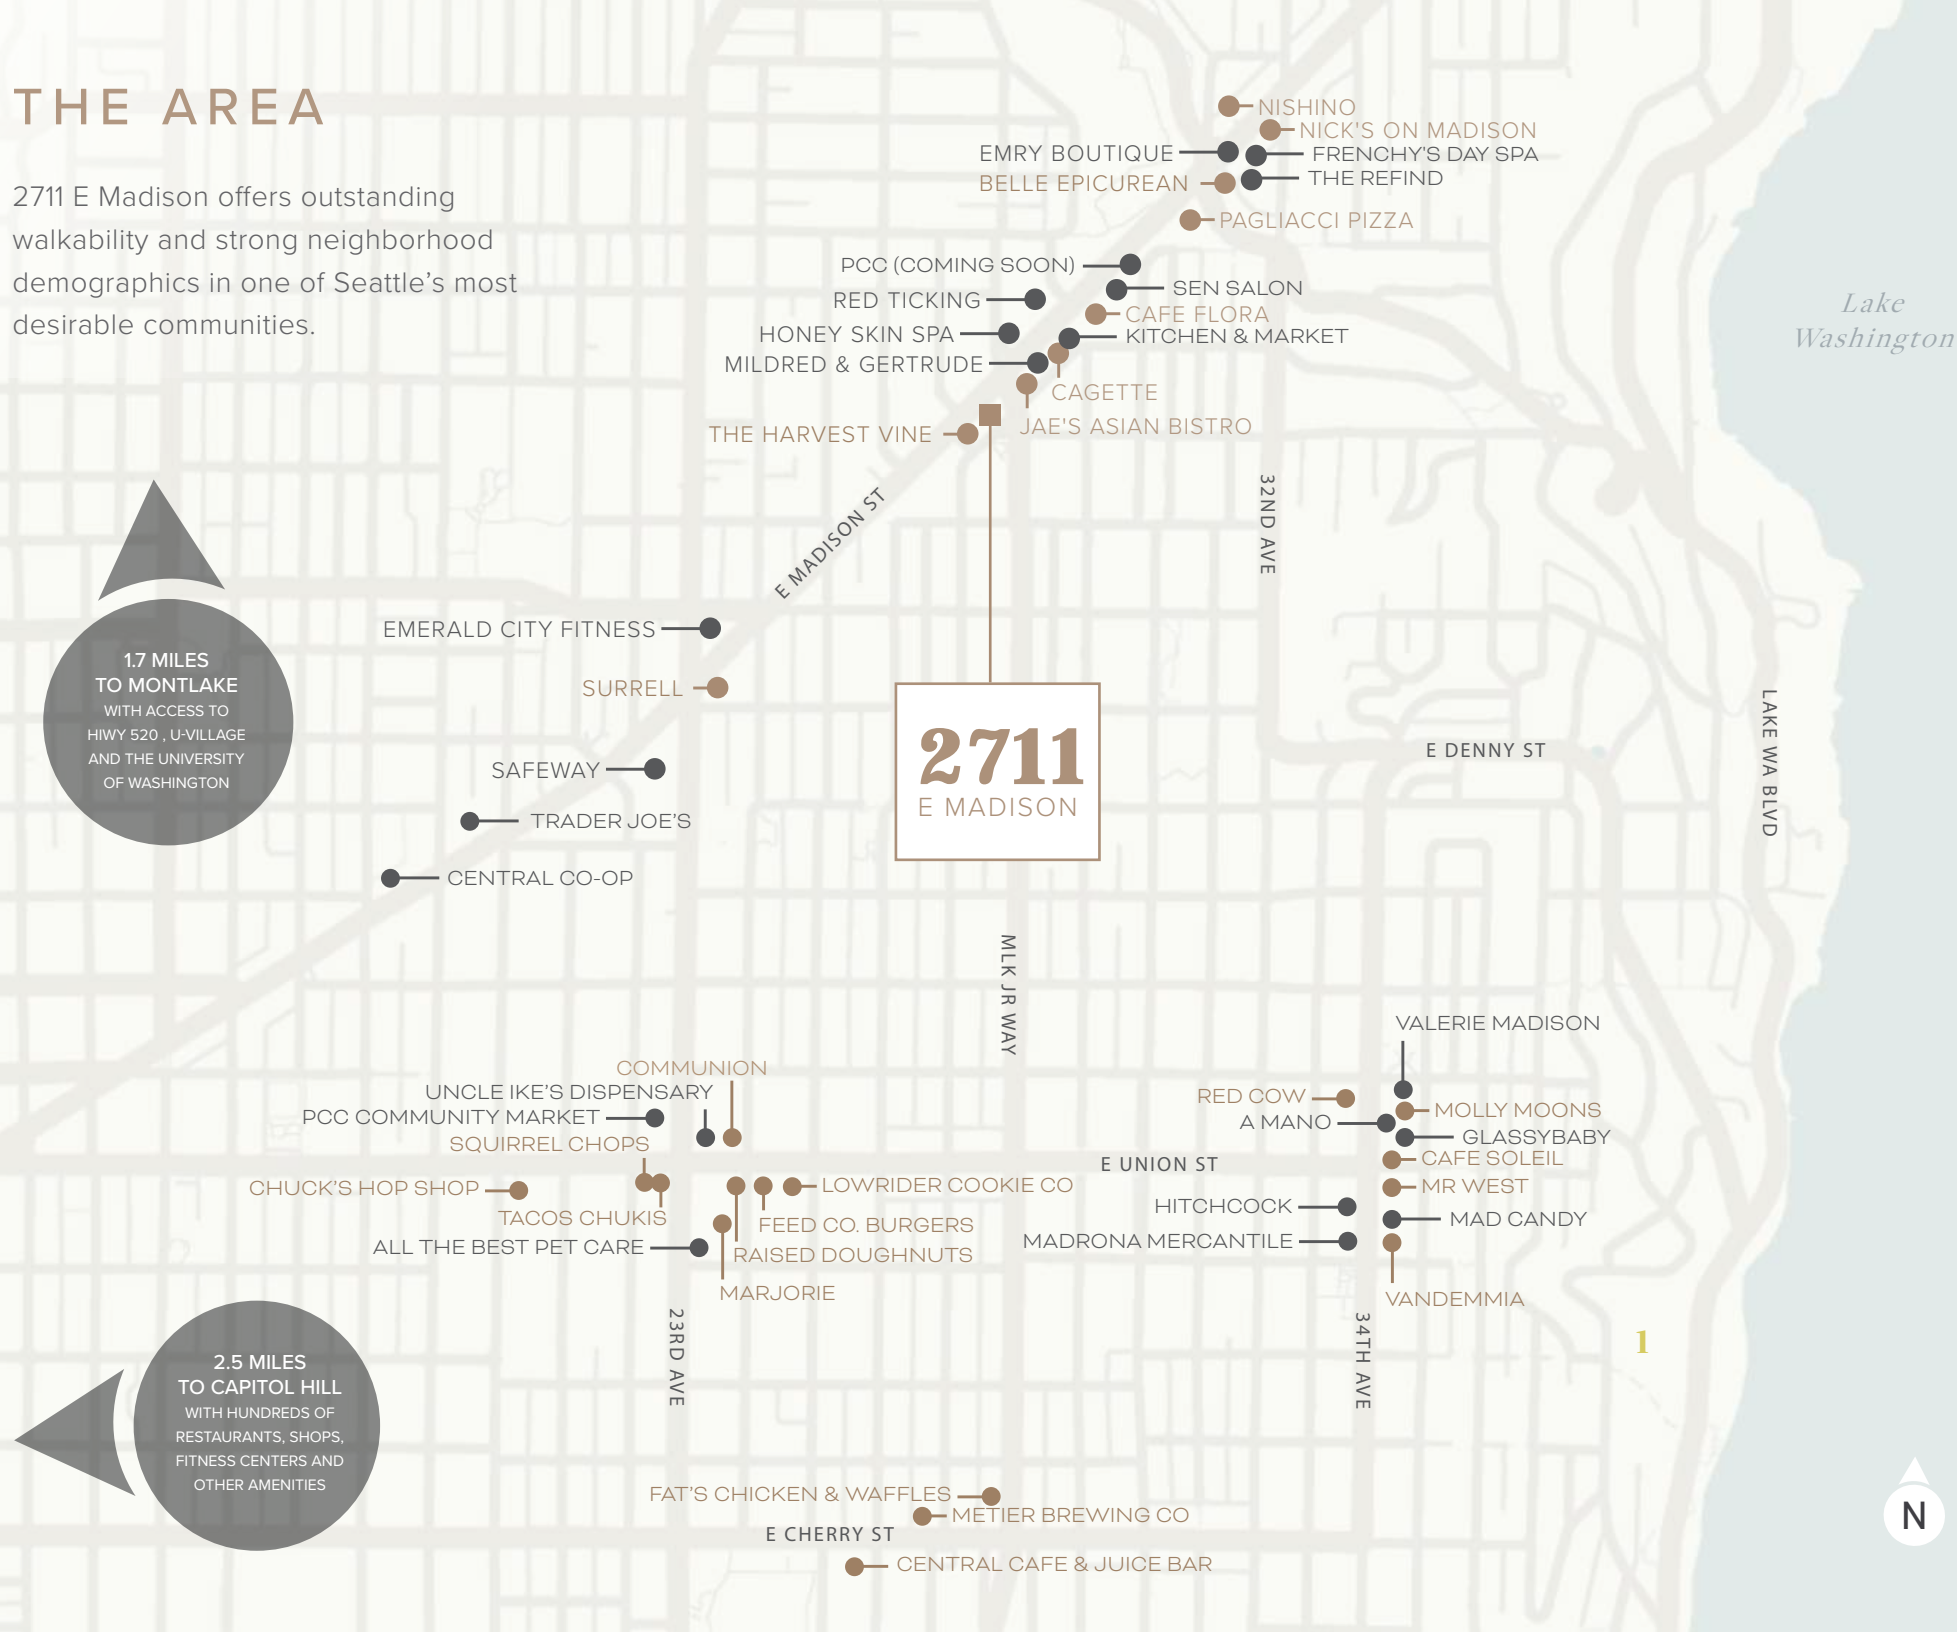 THE AREA
2711 E Madison offers outstanding
walkability and strong neighborhood
demographics in one of Seattle's most
desirable communities.
NISHINO
NICK'S ON MADISON
EMRY BOUTIQUE
FRENCHY'S DAY SPA
BELLE EPICUREAN
THE REFIND
PAGLIACCI PIZZA
PCC (COMING SOON)
SEN SALON
RED TICKING
CAFE FLORA
HONEY SKIN SPA
KITCHEN & MARKET
MILDRED & GERTRUDE
CAGETTE
JAE'S ASIAN BISTRO
THE HARVEST VINE
Lake
Washington
32ND AVE
E MADISON ST
EMERALD CITY FITNESS
SURRELL
1.7 MILES
TO MONTLAKE
WITH ACCESS TO
HIWY 520 , U-VILLAGE
AND THE UNIVERSITY
OF WASHINGTON
2711
E MADISON
E DENNY ST
LAKE WA BLVD
SAFEWAY
TRADER JOE'S
CENTRAL CO-OP
MLK JR WAY
VALERIE MADISON
COMMUNION
UNCLE IKE'S DISPENSARY
PCC COMMUNITY MARKET
SQUIRREL CHOPS
CHUCK'S HOP SHOP
TACOS CHUKIS
ALL THE BEST PET CARE
LOWRIDER COOKIE CO
FEED CO. BURGERS
RAISED DOUGHNUTS
MARJORIE
RED COW
MOLLY MOONS
A MANO
GLASSYBABY
E UNION ST
CAFE SOLEIL
MR WEST
HITCHCOCK
MAD CANDY
MADRONA MERCANTILE
VANDEMMIA
23RD AVE
34TH AVE
1
2.5 MILES
TO CAPITOL HILL
WITH HUNDREDS OF
RESTAURANTS, SHOPS,
FITNESS CENTERS AND
OTHER AMENITIES
FAT'S CHICKEN & WAFFLES
METIER BREWING CO
E CHERRY ST
CENTRAL CAFE & JUICE BAR
N